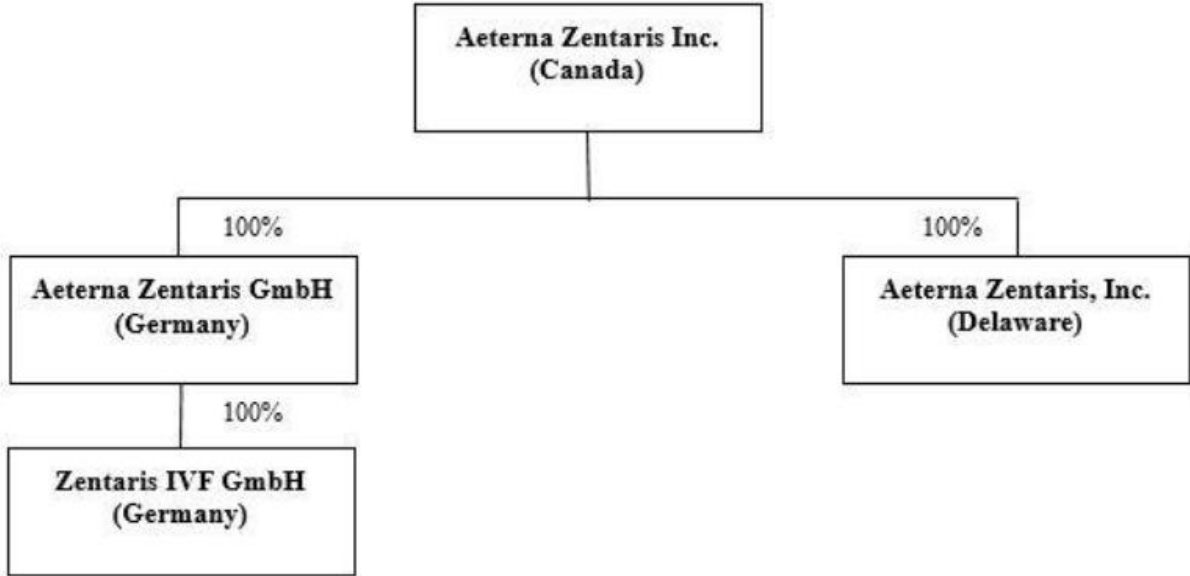 Aeterna Zentaris Inc.
(Canada)
100%
100%
Aeterna Zentaris GmbH
(Germany)
Aeterna Zentaris, Inc.
(Delaware)
100%
Zentaris IVF GmbH
(Germany)